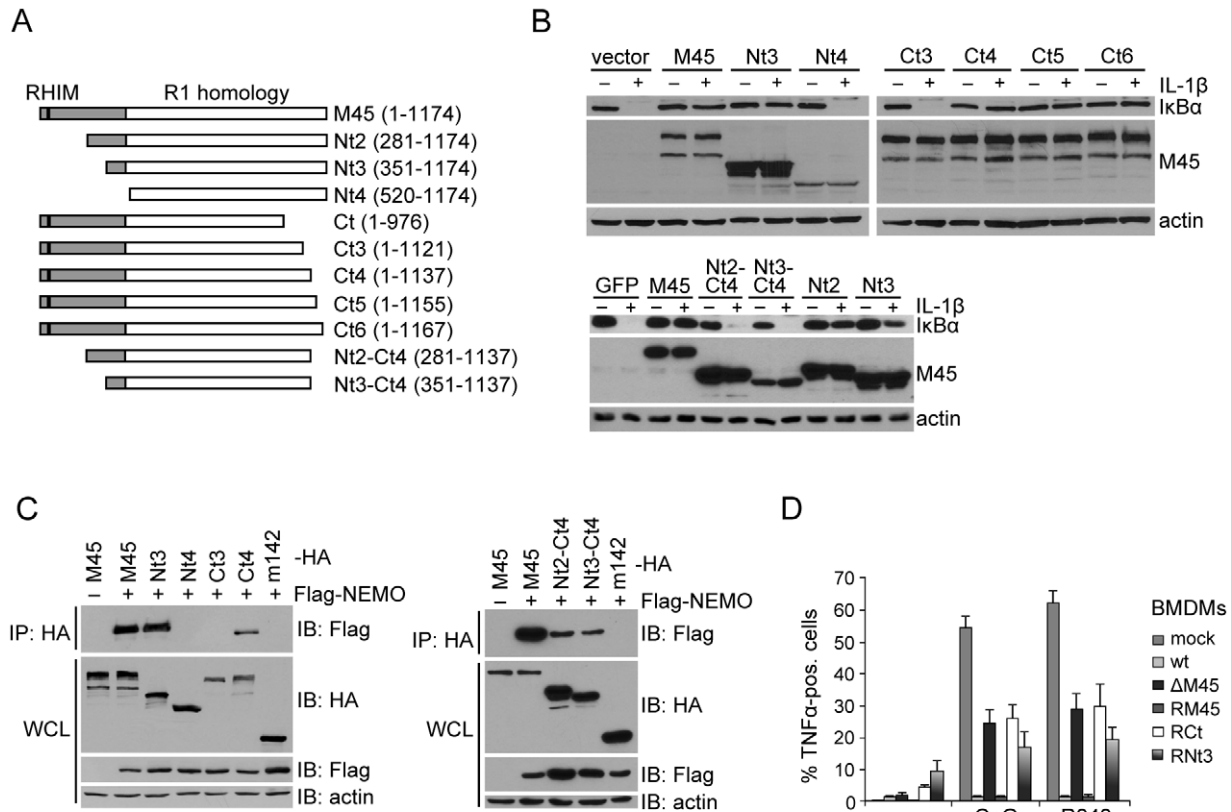 A
RHIM R1 homology
M45 (1-1174)
Nt2 (281-1174)
Nt3 (351-1174)
Nt4 (520-1174)
Ct (1-976)
Ct3 (1-1121)
Ct4 (1-1137)
Ct5 (1-1155)
Ct6 (1-1167)
Nt2-Ct4 (281-1137)
Nt3-Ct4 (351-1137)
B
vector M45 Nt3 Nt4 Ct3 Ct4 Ct5 Ct6
– + – + – + – + – + – + – + – + IL-1β
IκBα
M45
actin
Nt2- Nt3-
GFP M45 Ct4 Ct4 Nt2 Nt3
– + – + – + – + – + – + IL-1β
IκBα
M45
actin
C
M45 M45 Nt3 Nt4 Ct3 Ct4 m142 -HA
– + + + + + + Flag-NEMO
IP: HA IB: Flag
WCL IB: HA
IB: Flag
IB: actin
M45 M45 Nt2-Ct4 Nt3-Ct4 m142 -HA
– + + + + Flag-NEMO
IP: HA IB: Flag
WCL IB: HA
IB: Flag
IB: actin
D
% TNFα-pos. cells
70
60
50
40
30
20
10
0
BMDMs
mock
wt
ΔM45
RM45
RCt
RNt3